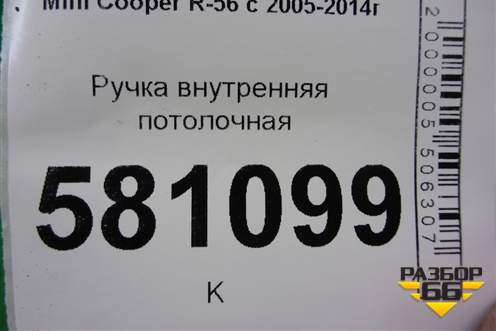 Mini Cooper R-56 с 2005-2014г
Ручка внутренняя
потолочная
581099
К
2000005506307
РАЗБОР
66